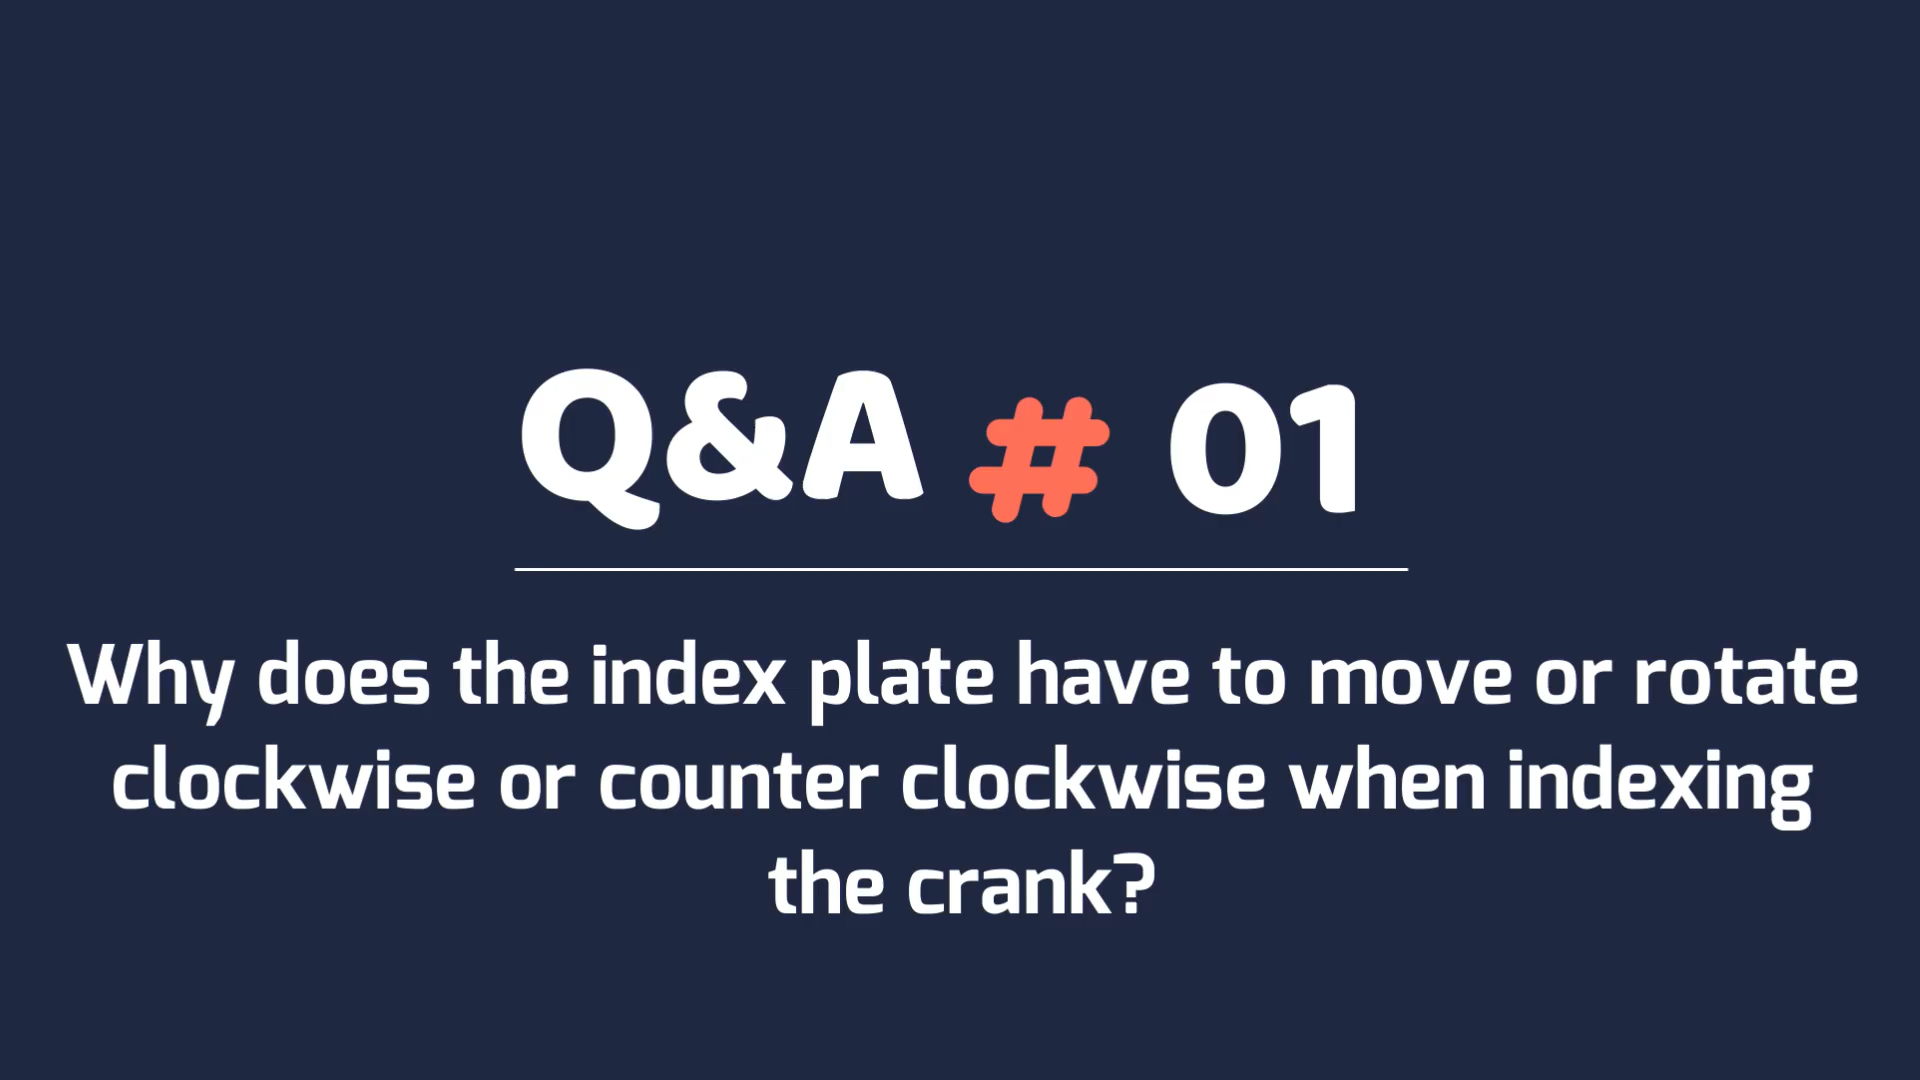 Q&A # 01
Why does the index plate have to move or rotate
clockwise or counter clockwise when indexing
the crank?